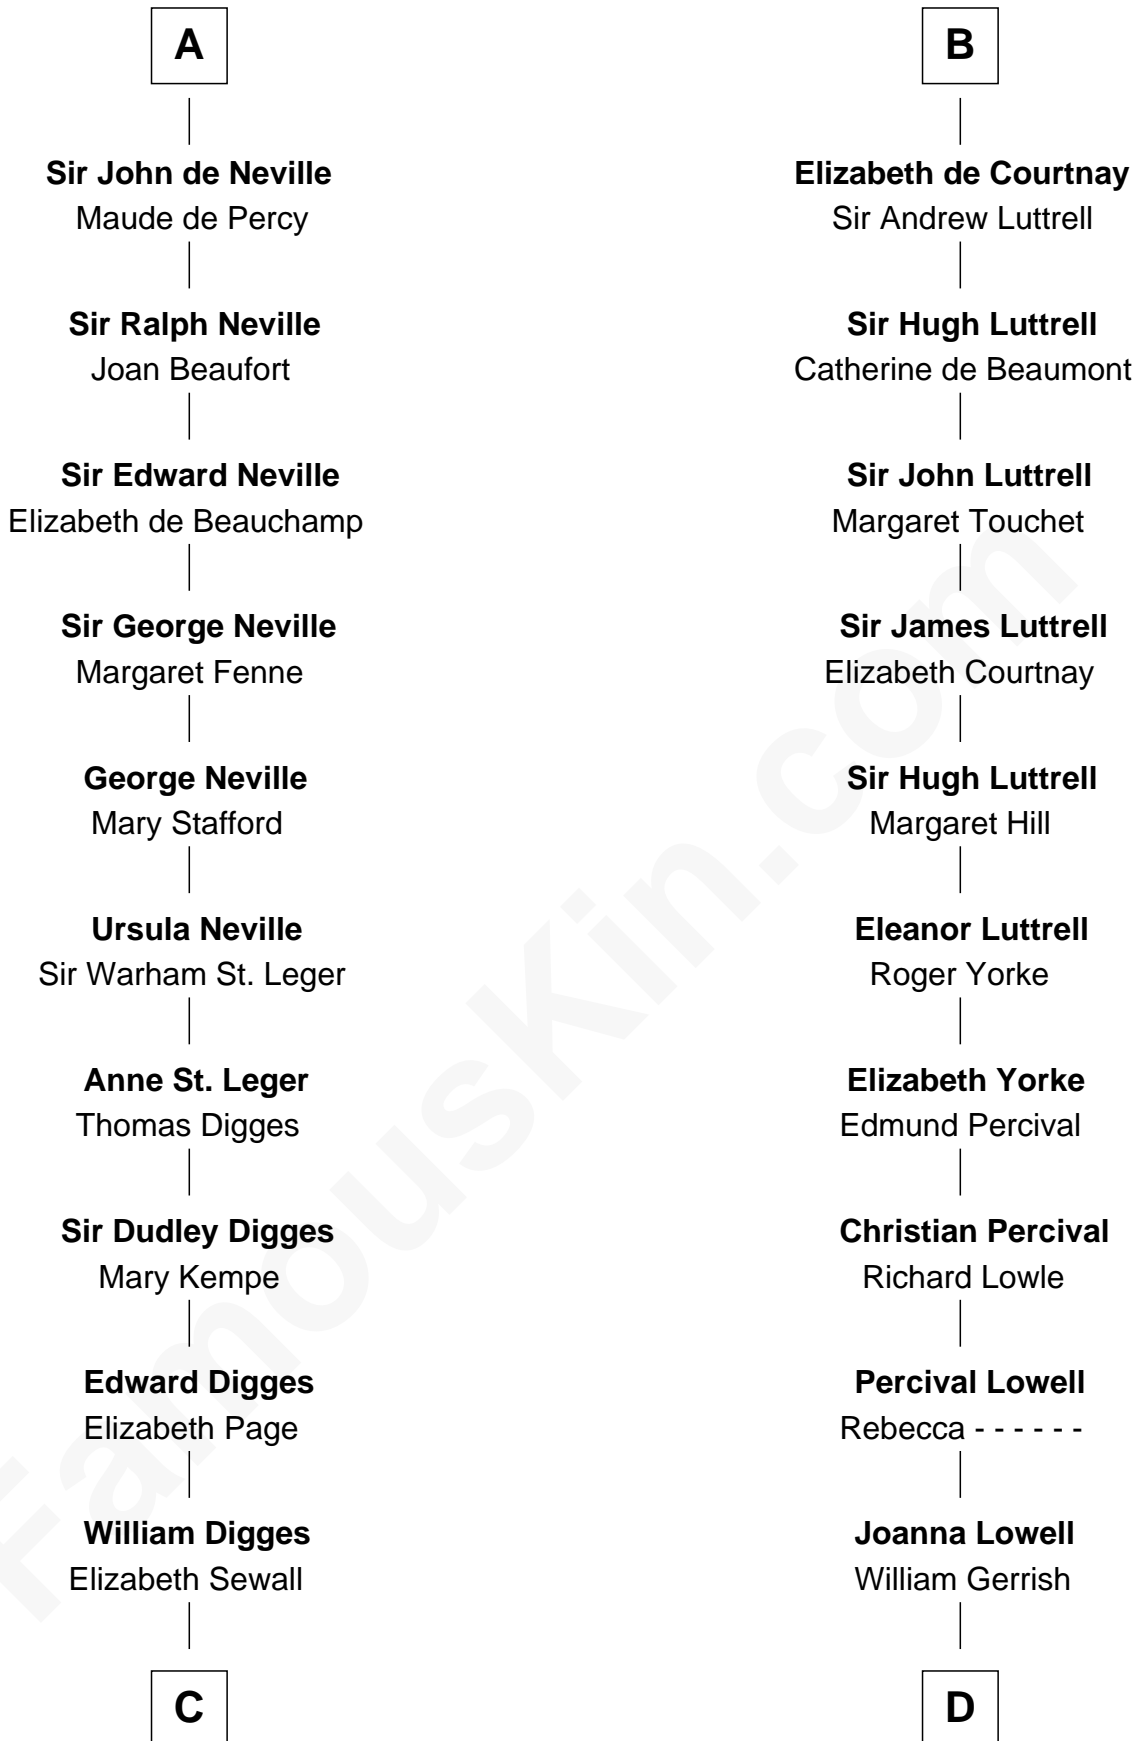 A
Sir John de Neville
Maude de Percy
Sir Ralph Neville
Joan Beaufort
Sir Edward Neville
Elizabeth de Beauchamp
Sir George Neville
Margaret Fenne
George Neville
Mary Stafford
Ursula Neville
Sir Warham St. Leger
Anne St. Leger
Thomas Digges
Sir Dudley Digges
Mary Kempe
Edward Digges
Elizabeth Page
William Digges
Elizabeth Sewall
C
B
Elizabeth de Courtnay
Sir Andrew Luttrell
Sir Hugh Luttrell
Catherine de Beaumont
Sir John Luttrell
Margaret Touchet
Sir James Luttrell
Elizabeth Courtnay
Sir Hugh Luttrell
Margaret Hill
Eleanor Luttrell
Roger Yorke
Elizabeth Yorke
Edmund Percival
Christian Percival
Richard Lowle
Percival Lowell
Rebecca - - - - - -
Joanna Lowell
William Gerrish
D
FamousKin.com